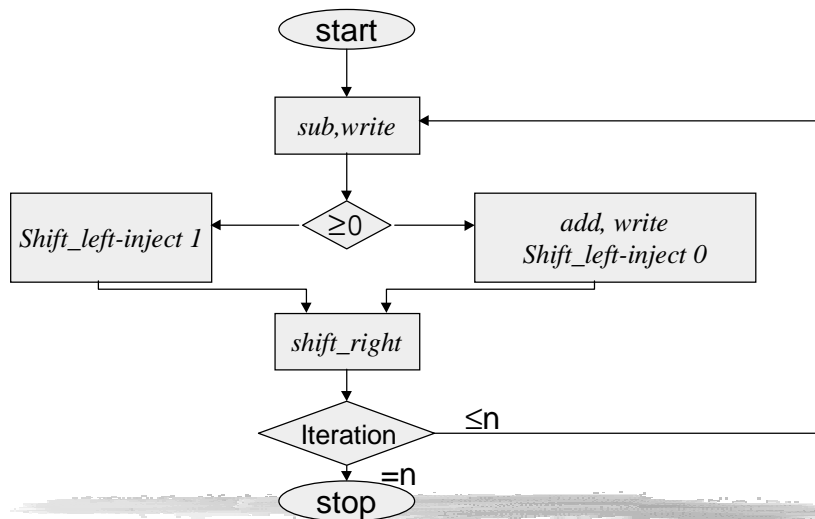 start
sub,write
≥0
Shift_left-inject 1
add, write
Shift_left-inject 0
shift_right
Iteration
≤n
=n
stop